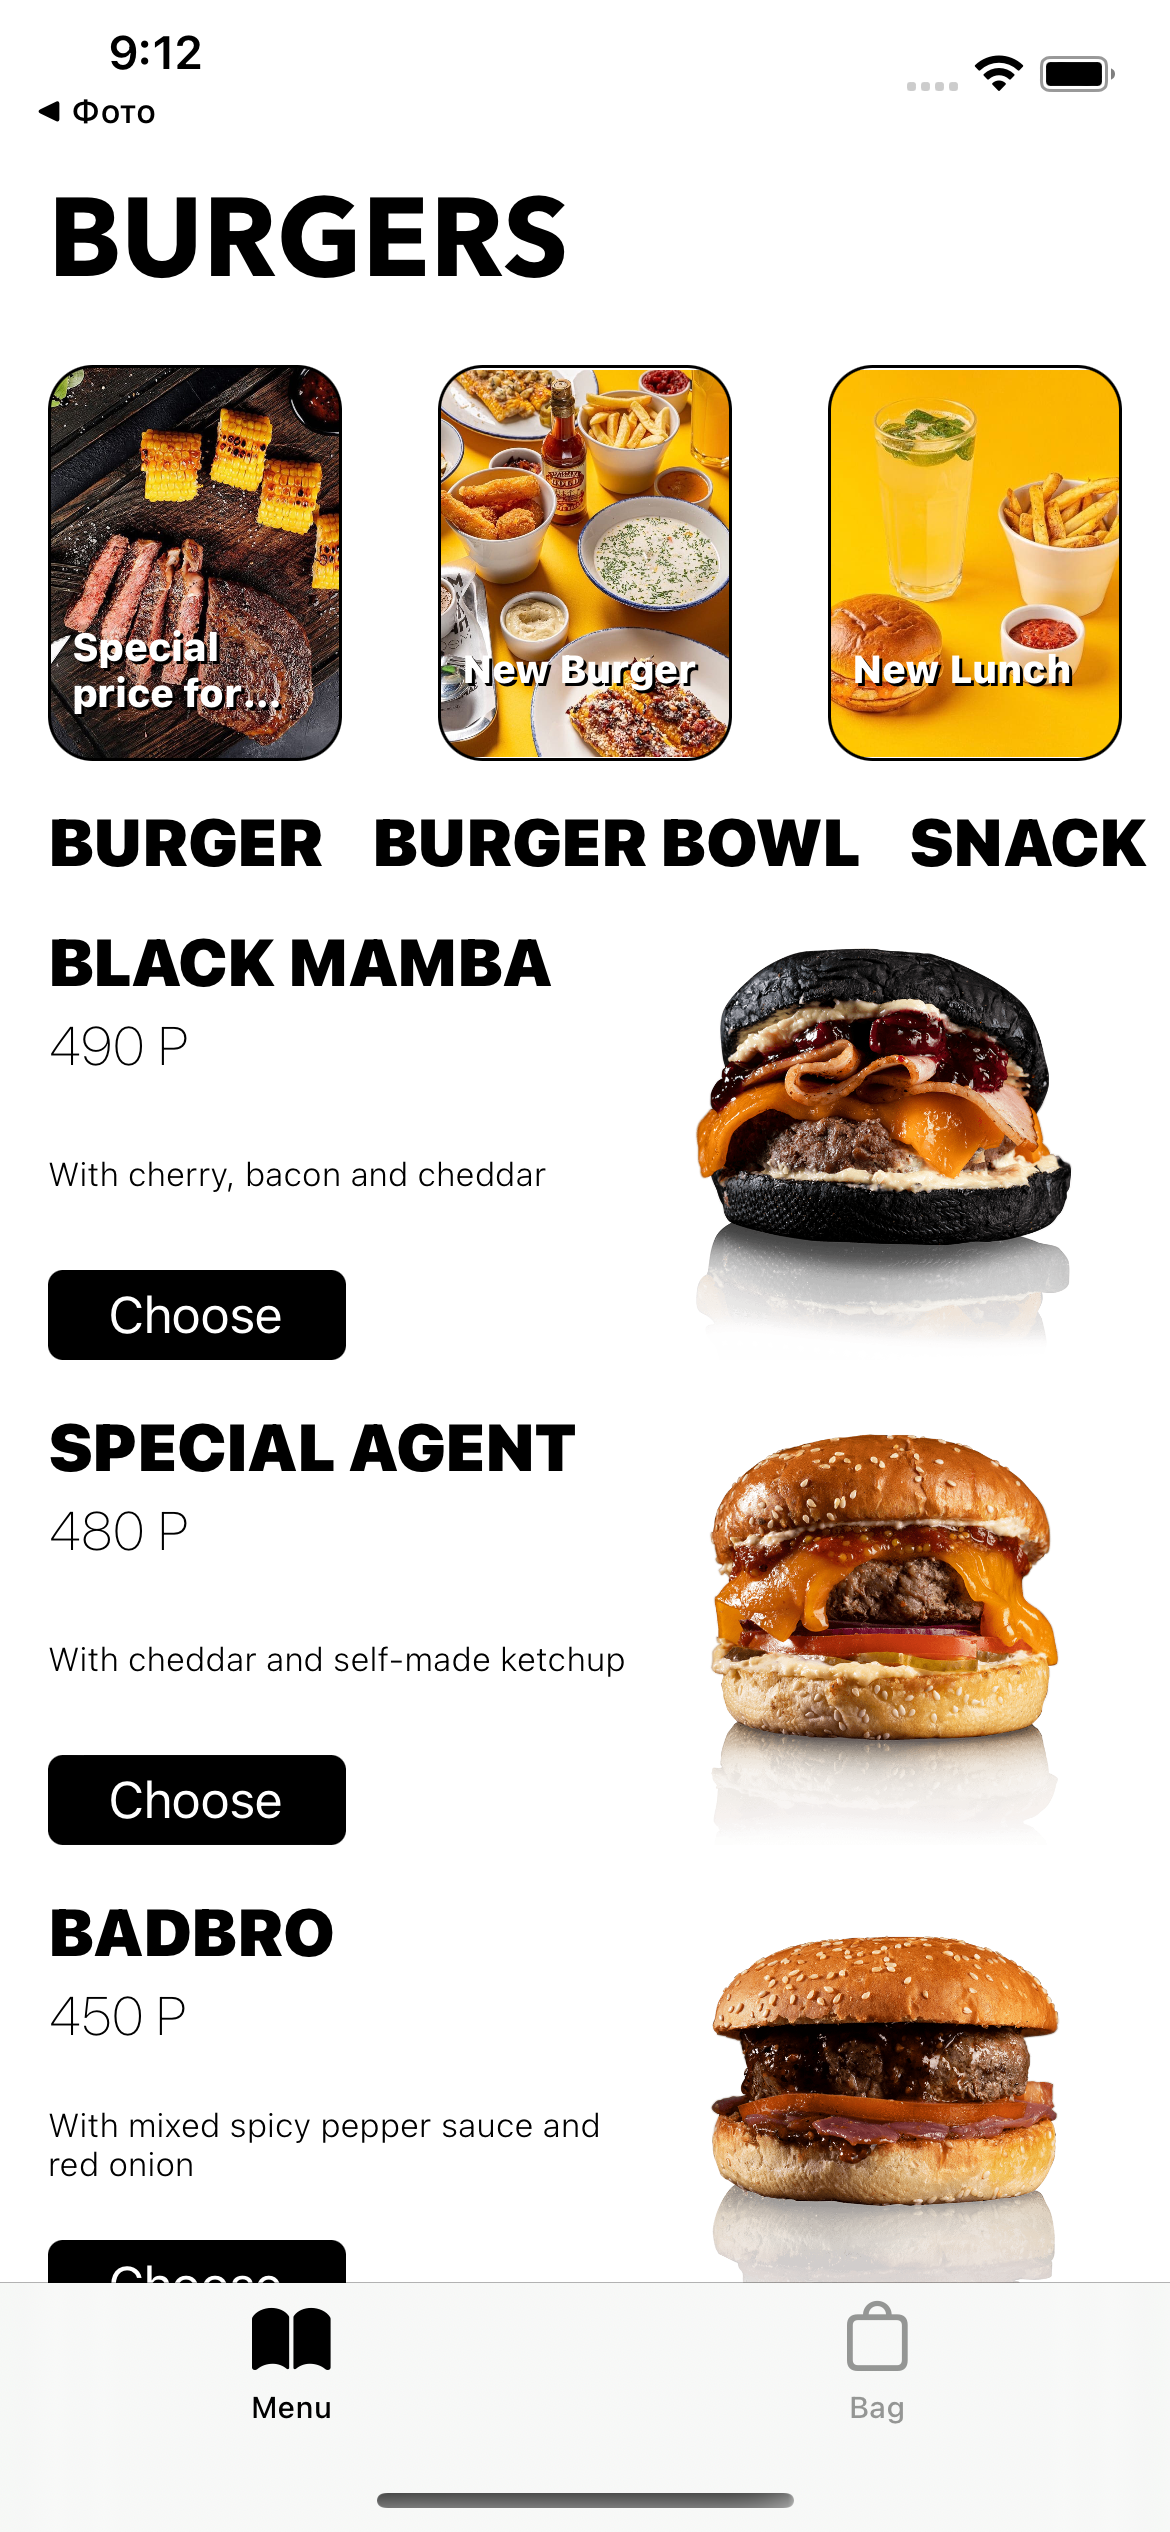 9:12
◀ Фото
BURGERS
Special
price for...
New Burger
New Lunch
BURGER BURGER BOWL SNACK
BLACK MAMBA
490 P
With cherry, bacon and cheddar
Choose
SPECIAL AGENT
480 P
With cheddar and self-made ketchup
Choose
BADBRO
450 P
With mixed spicy pepper sauce and
red onion
Choose
Menu
Bag